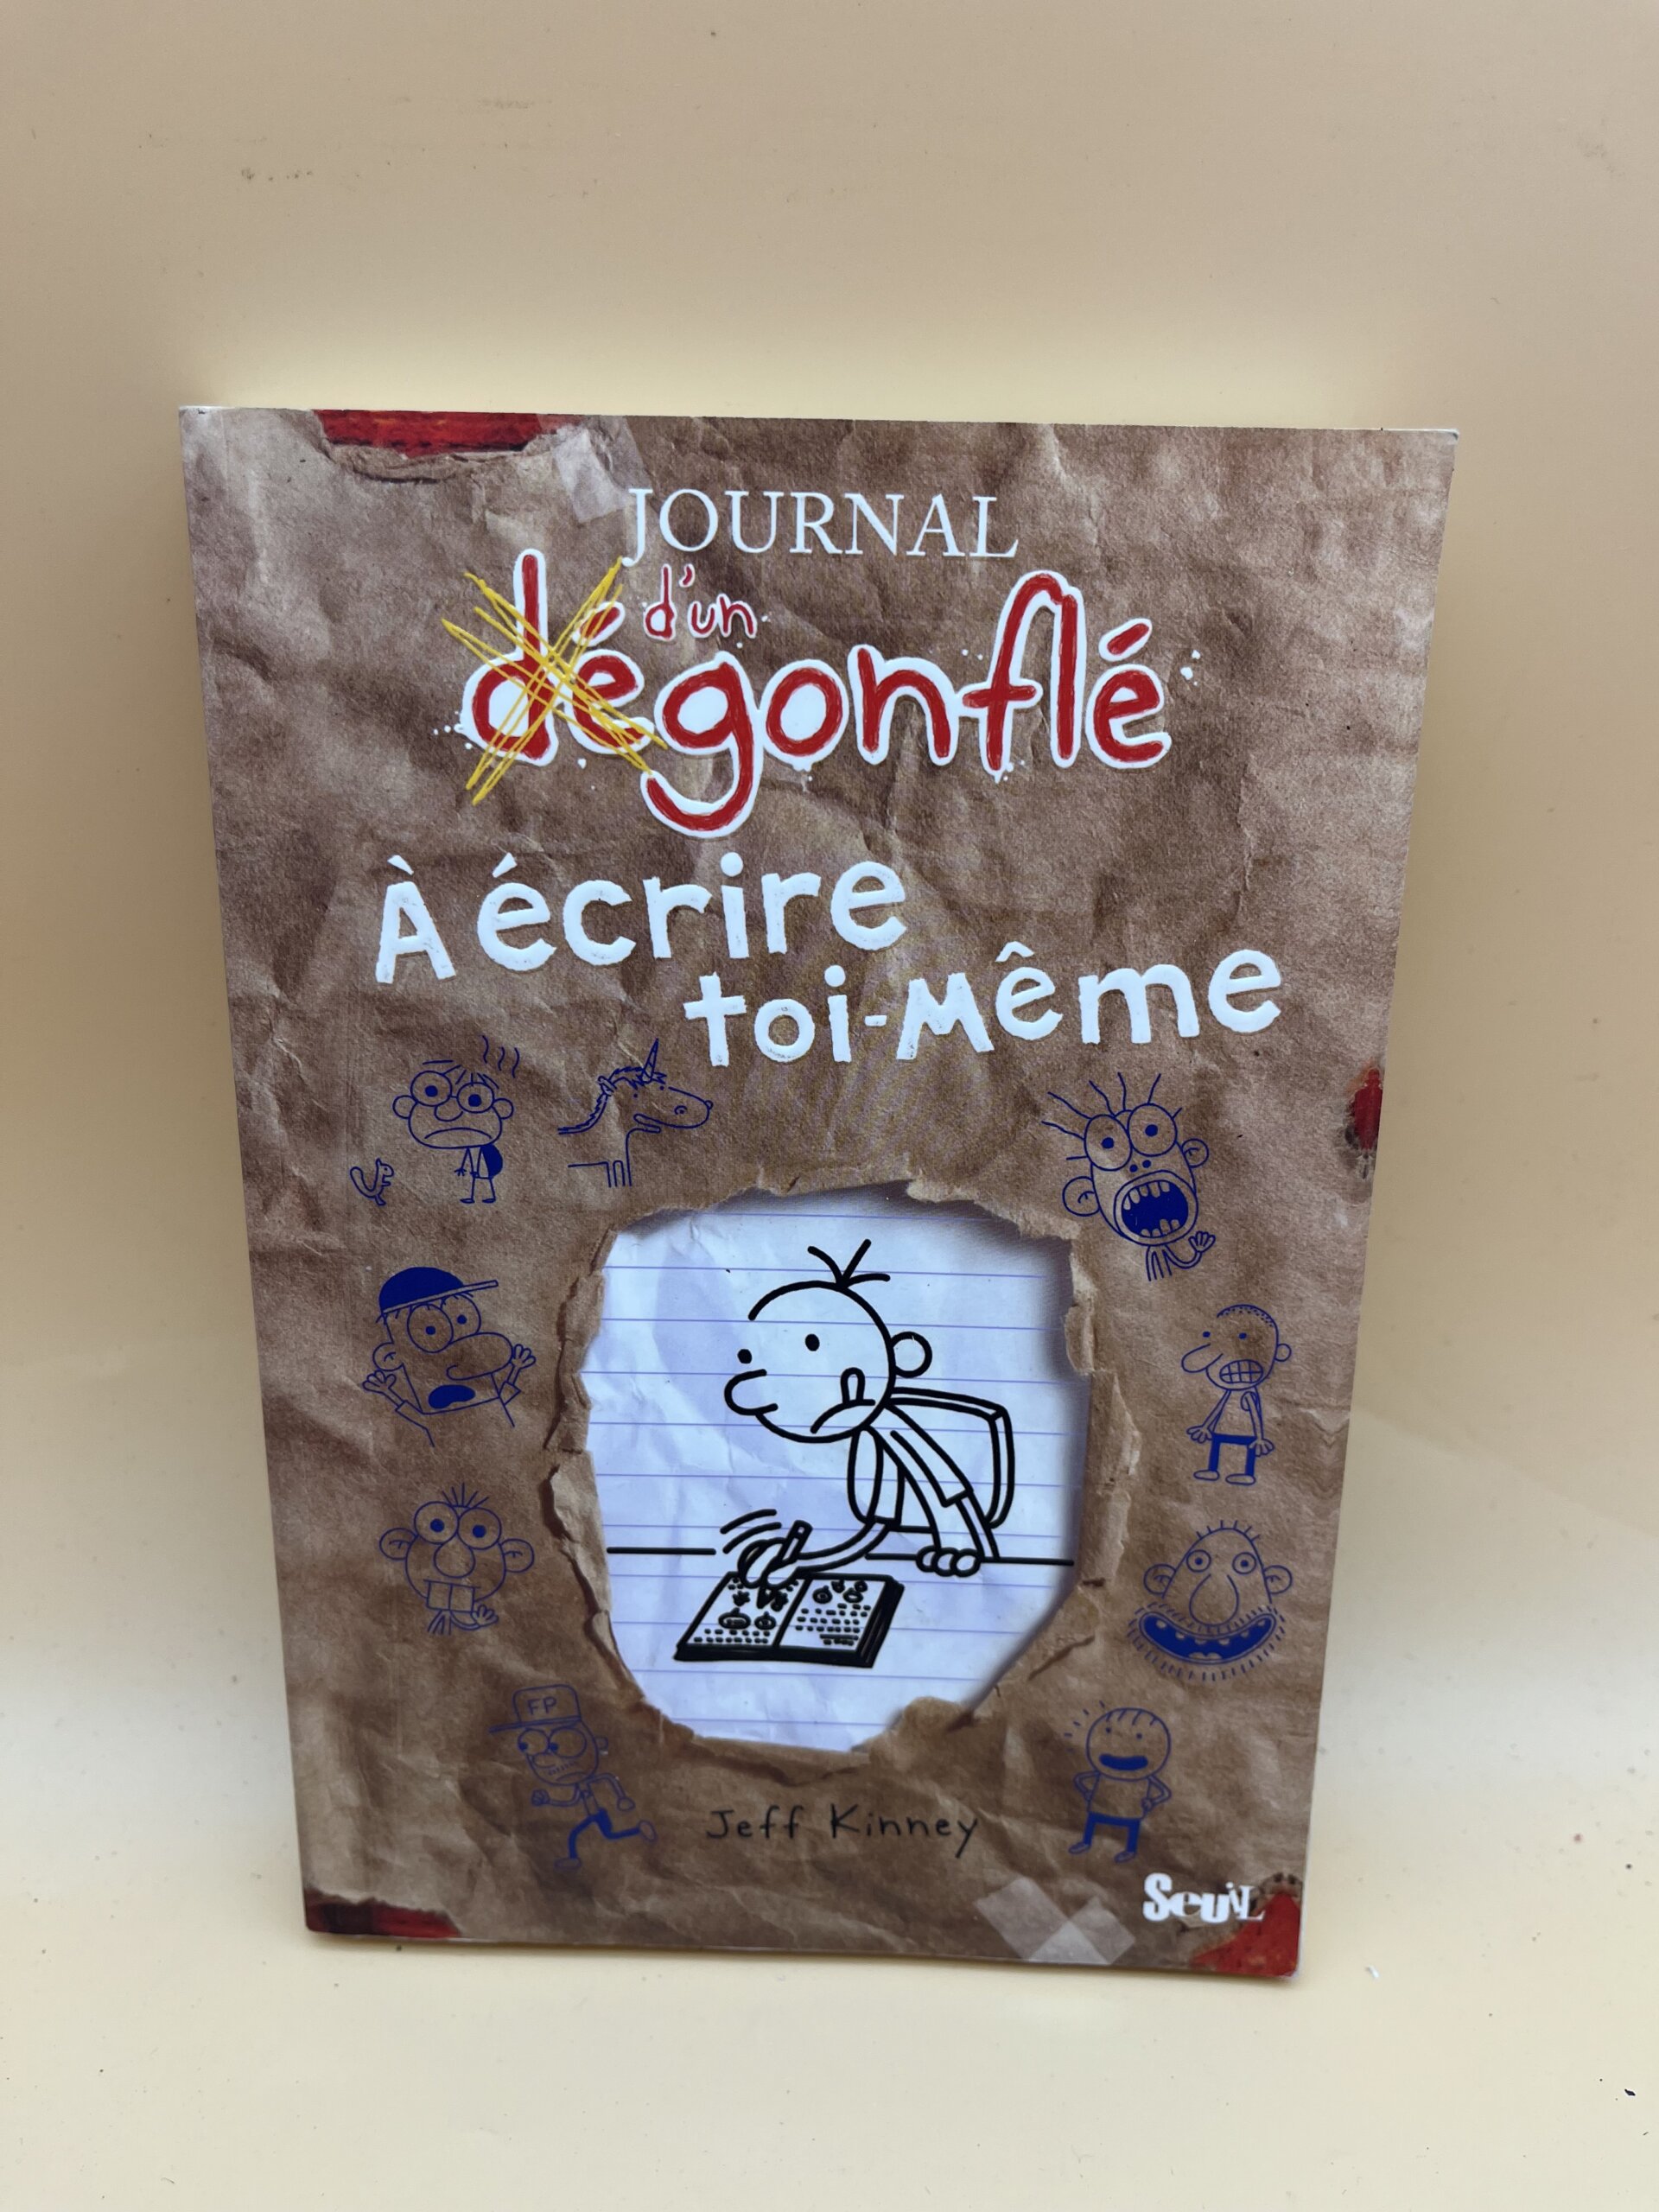 JOURNAL
d'un
dégonflé
À écrire
toi-Même
FP
Jeff Kinney
SeuiL